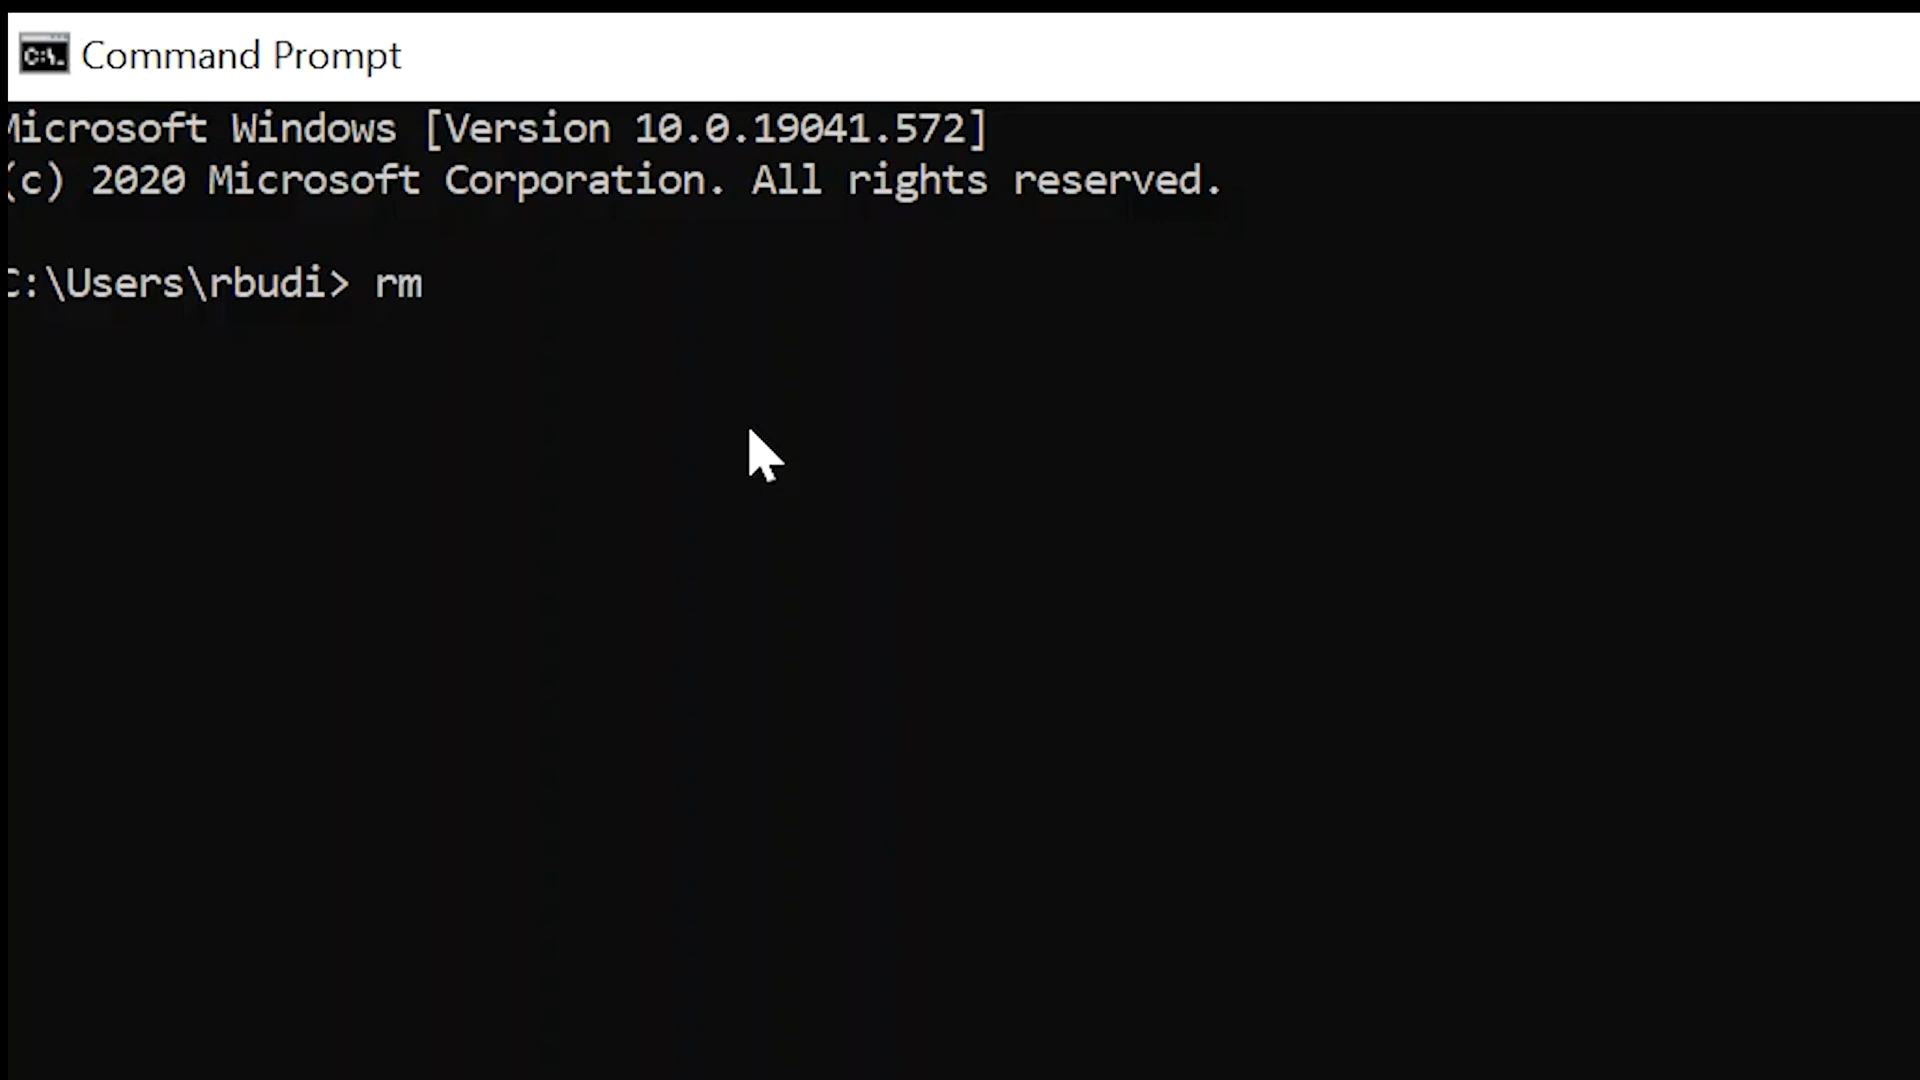 Command Prompt
Microsoft Windows [Version 10.0.19041.572]
(c) 2020 Microsoft Corporation. All rights reserved.
C:\Users\rbudi> rm